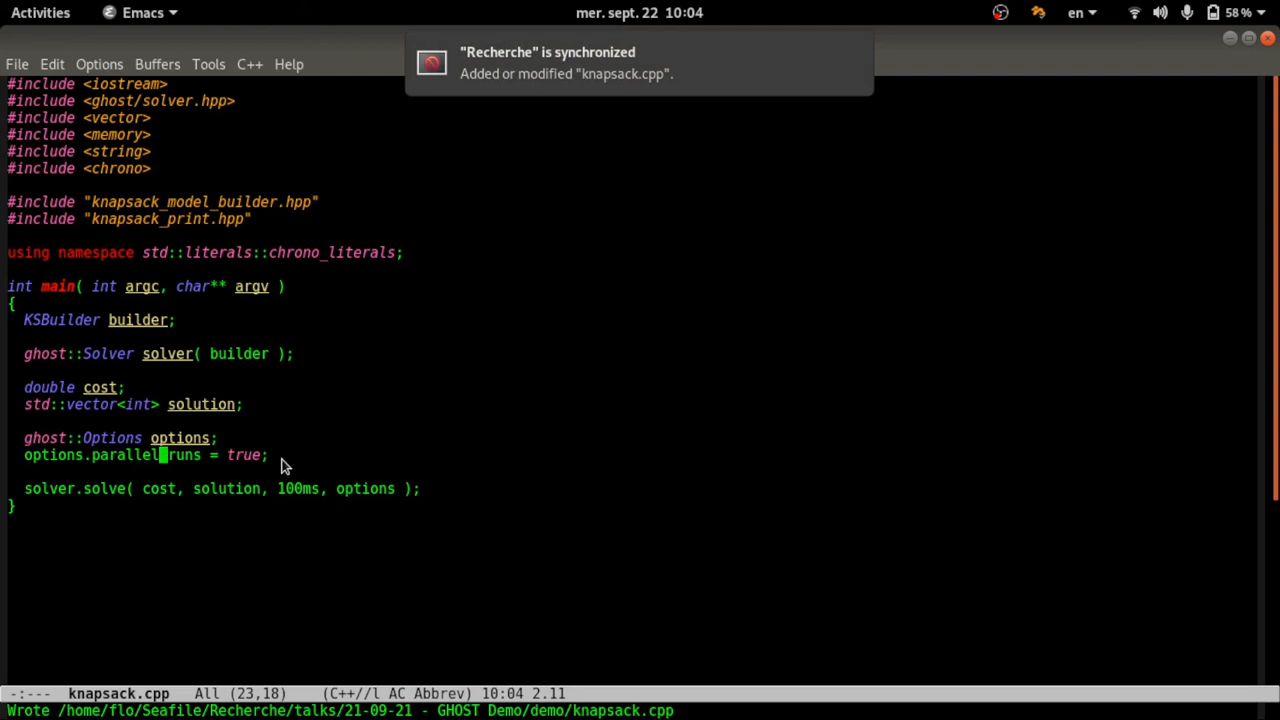 Activities Emacs mer. sept. 22 10:04 en 58 %
"Recherche" is synchronized
Added or modified "knapsack.cpp".
File Edit Options Buffers Tools C++ Help
#include <iostream>
#include <ghost/solver.hpp>
#include <vector>
#include <memory>
#include <string>
#include <chrono>
#include "knapsack_model_builder.hpp"
#include "knapsack_print.hpp"
using namespace std::literals::chrono_literals;
int main( int argc, char** argv )
{
KSBuilder builder;
ghost::Solver solver( builder );
double cost;
std::vector<int> solution;
ghost::Options options;
options.parallel_runs = true;
solver.solve( cost, solution, 100ms, options );
}
-:--- knapsack.cpp All (23,18) (C++//l AC Abbrev) 10:04 2.11
Wrote /home/flo/Seafile/Recherche/talks/21-09-21 - GHOST Demo/demo/knapsack.cpp